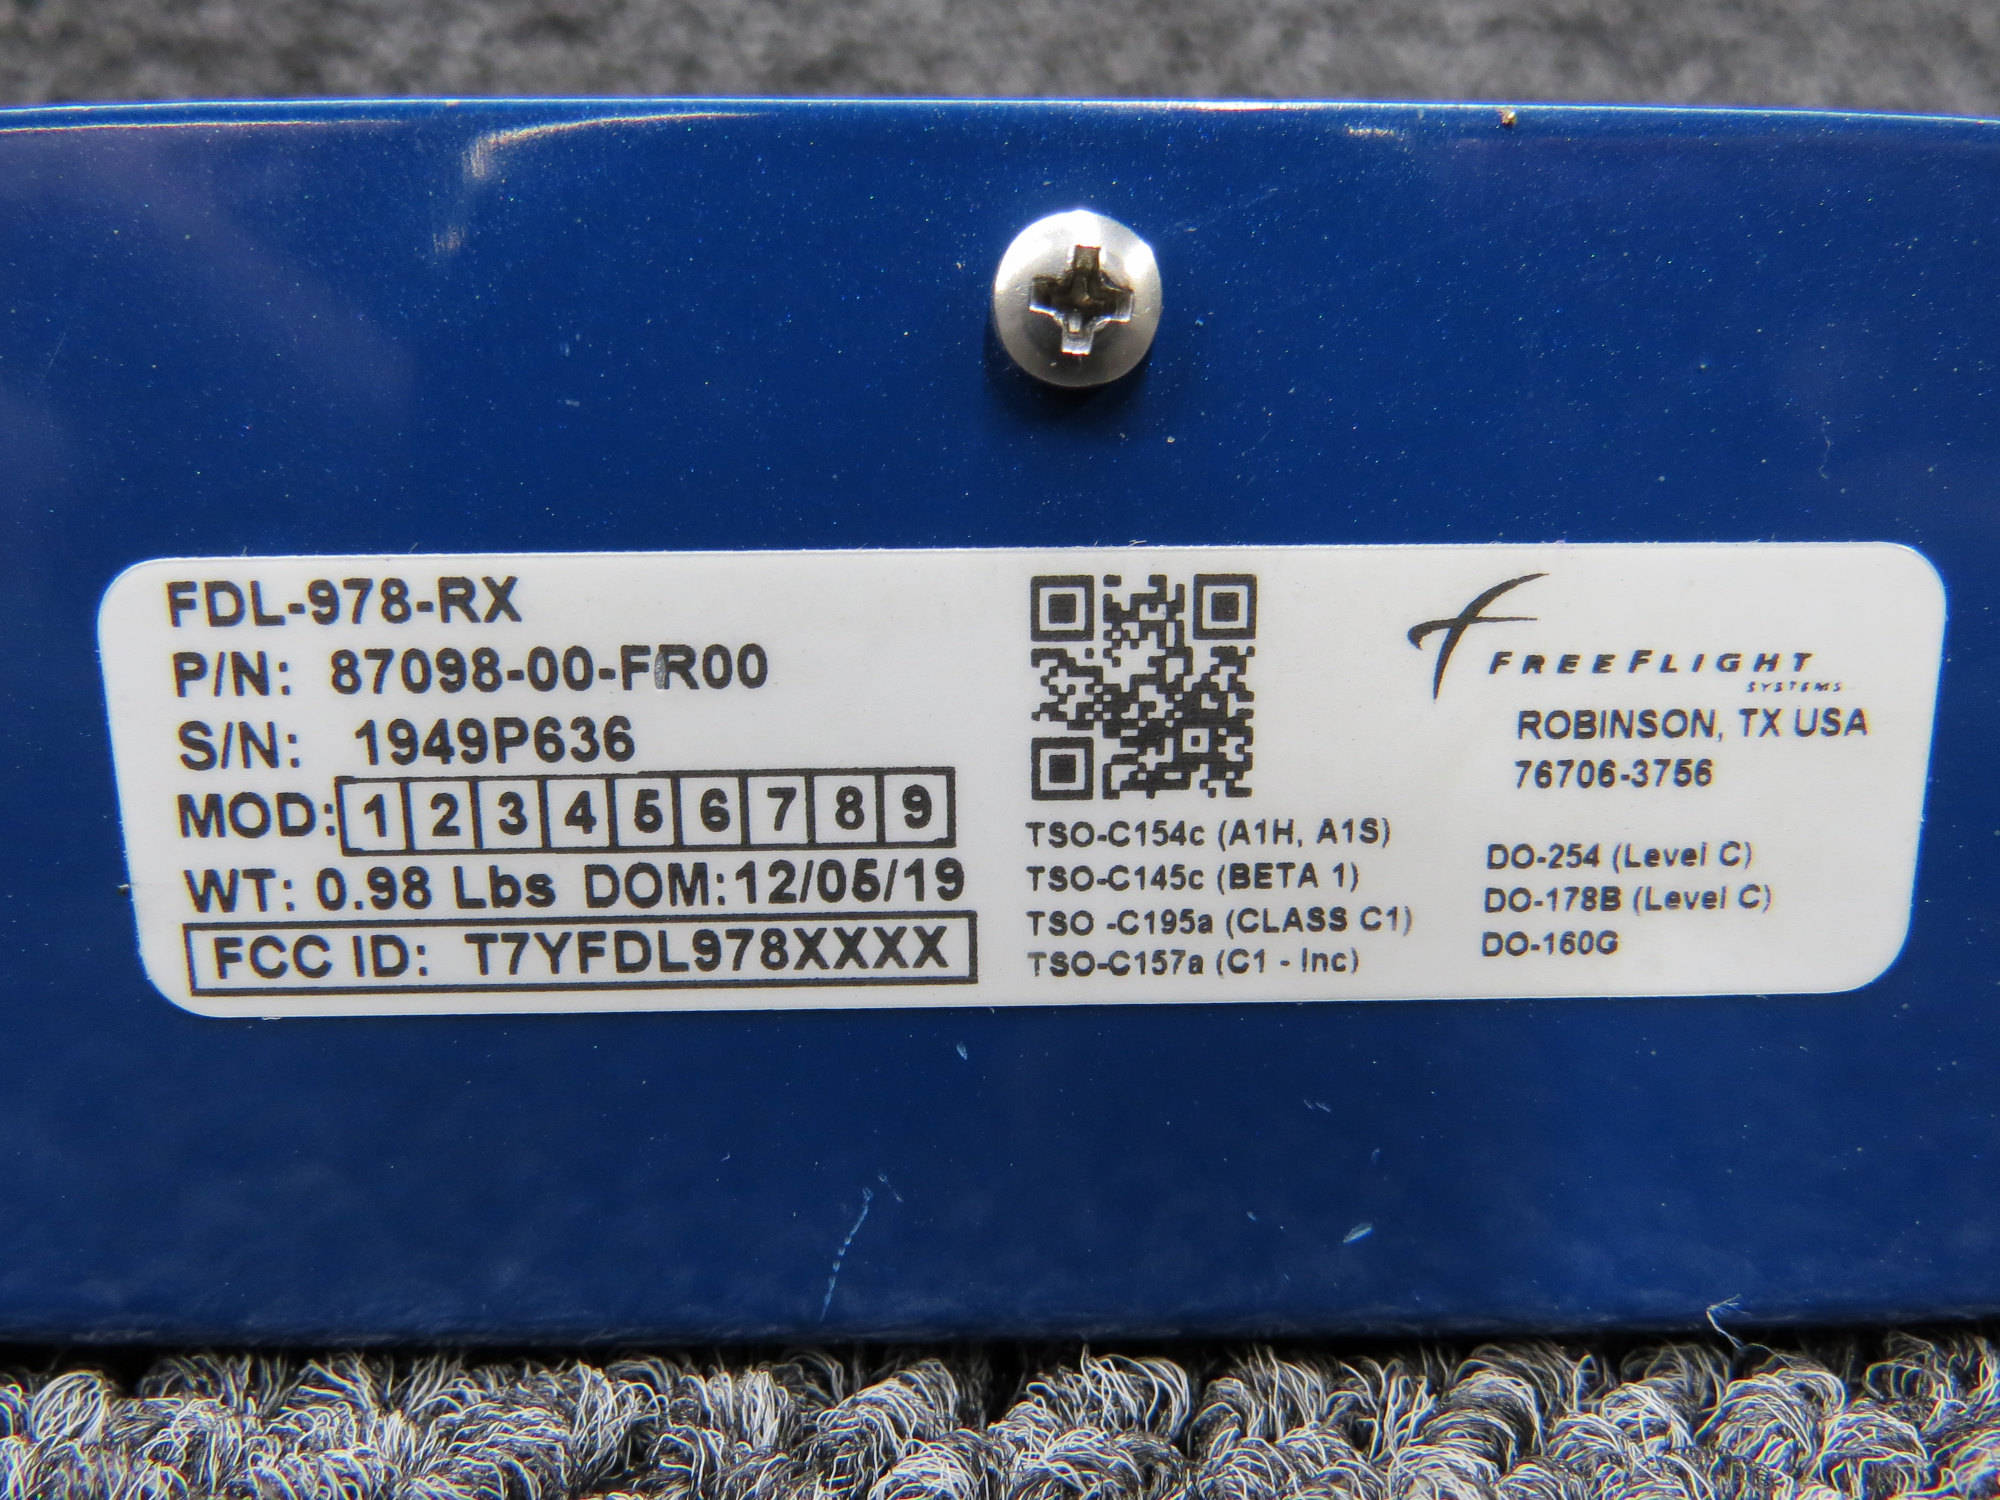 FDL-978-RX
P/N: 87098-00-FR00
S/N: 1949P636
MOD: 1 2 3 4 5 6 7 8 9
WT: 0.98 Lbs DOM: 12/05/19
FCC ID: T7YFDL978XXXX
TSO-C154c (A1H, A1S)
TSO-C145c (BETA 1)
TSO -C195a (CLASS C1)
TSO-C157a (C1 - Inc)
FREEFLIGHT
SYSTEMS
ROBINSON, TX USA
76706-3756
DO-254 (Level C)
DO-178B (Level C)
DO-160G